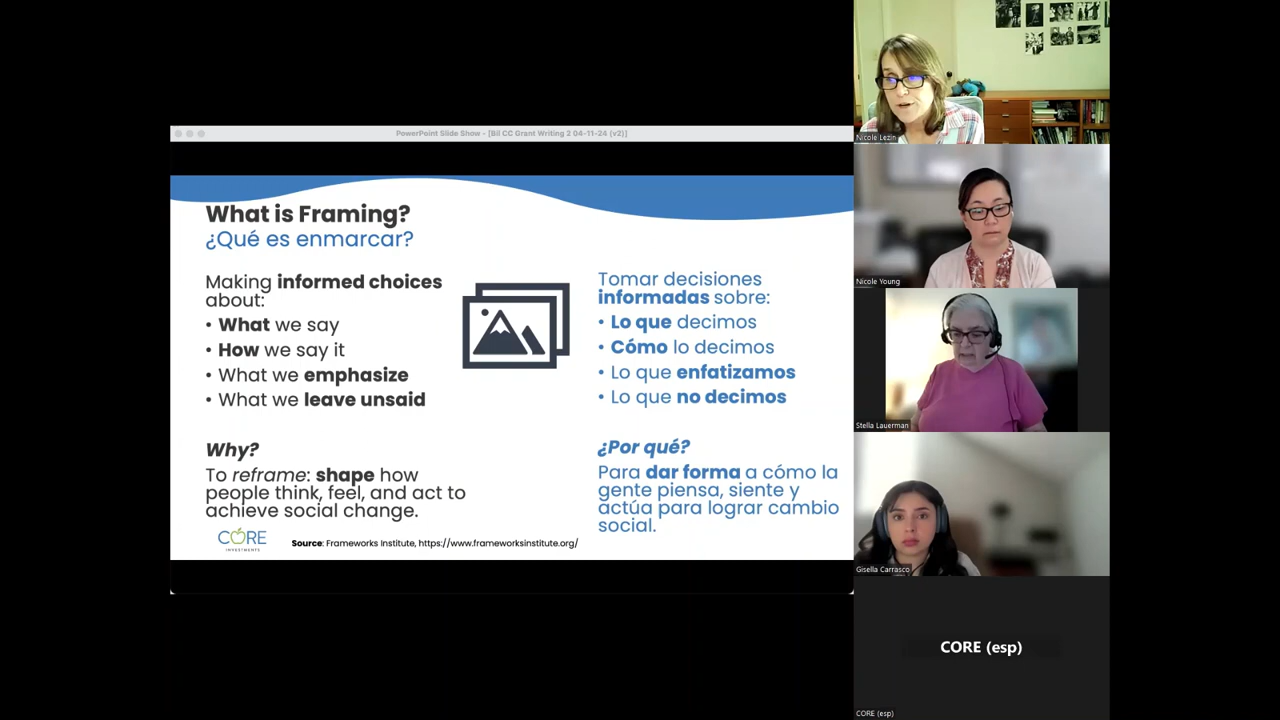 PowerPoint Slide Show - [Bil CC Grant Writing 2 04-11-24 (v2)]
What is Framing?
¿Qué es enmarcar?
Making informed choices
about:
• What we say
• How we say it
• What we emphasize
• What we leave unsaid
Why?
To reframe: shape how
people think, feel, and act to
achieve social change.
Tomar decisiones
informadas sobre:
• Lo que decimos
• Cómo lo decimos
• Lo que enfatizamos
• Lo que no decimos
¿Por qué?
Para dar forma a cómo la
gente piensa, siente y
actúa para lograr cambio
social.
CORE
INVESTMENTS
Source: Frameworks Institute, https://www.frameworksinstitute.org/
Nicole Lezin
Nicole Young
Stella Lauerman
Gisella Carrasco
CORE (esp)
CORE (esp)